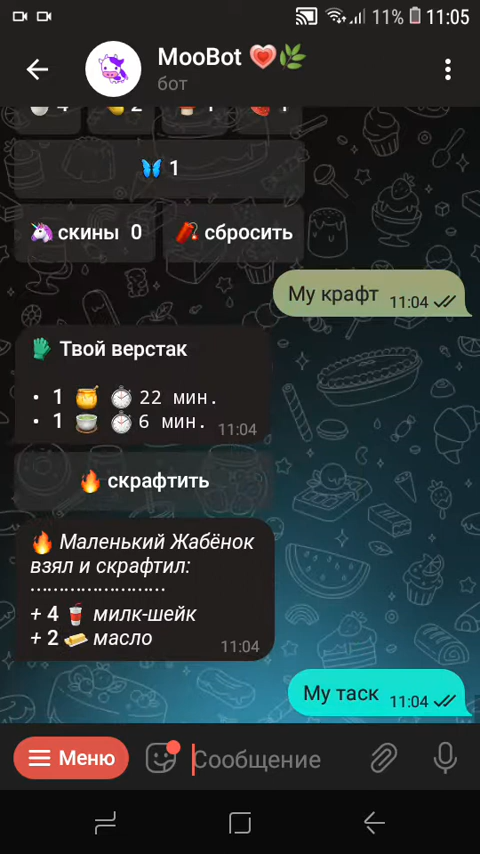 11% 11:05
MooBot
бот
1
скины 0
сбросить
Му крафт 11:04
Твой верстак
• 1 22 мин.
• 1 6 мин. 11:04
скрафтить
Маленький Жабёнок
взял и скрафтил:
........................
+ 4 милк-шейк
+ 2 масло
11:04
Му таск 11:04
Меню
Сообщение